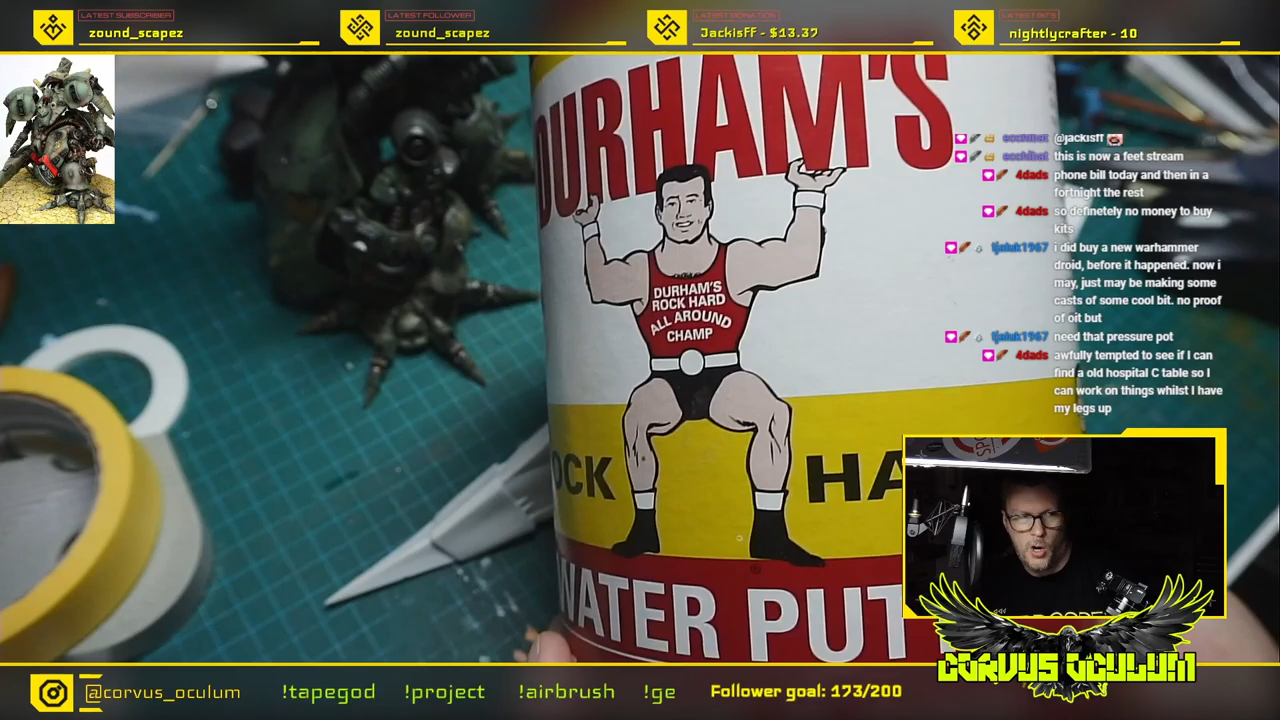 LATEST SUBSCRIBER
zound_scapez
LATEST FOLLOWER
zound_scapez
LATEST DONATION
JackisFF - $13.37
LATEST BITS
nightlycrafter - 10
DURHAM'S
DURHAM'S
ROCK HARD
ALL AROUND
CHAMP
OCK HA
WATER PUT
@jackisff
this is now a feet stream
4dads phone bill today and then in a
fortnight the rest
4dads so definetely no money to buy
kits
tjaluk1967 i did buy a new warhammer
droid, before it happened. now i
may, just may be making some
casts of some cool bit. no proof
of oit but
tjaluk1967 need that pressure pot
4dads awfully tempted to see if I can
find a old hospital C table so I
can work on things whilst I have
my legs up
CORVUS OCULUM
@corvus_oculum !tapegod !project !airbrush !ge Follower goal: 173/200